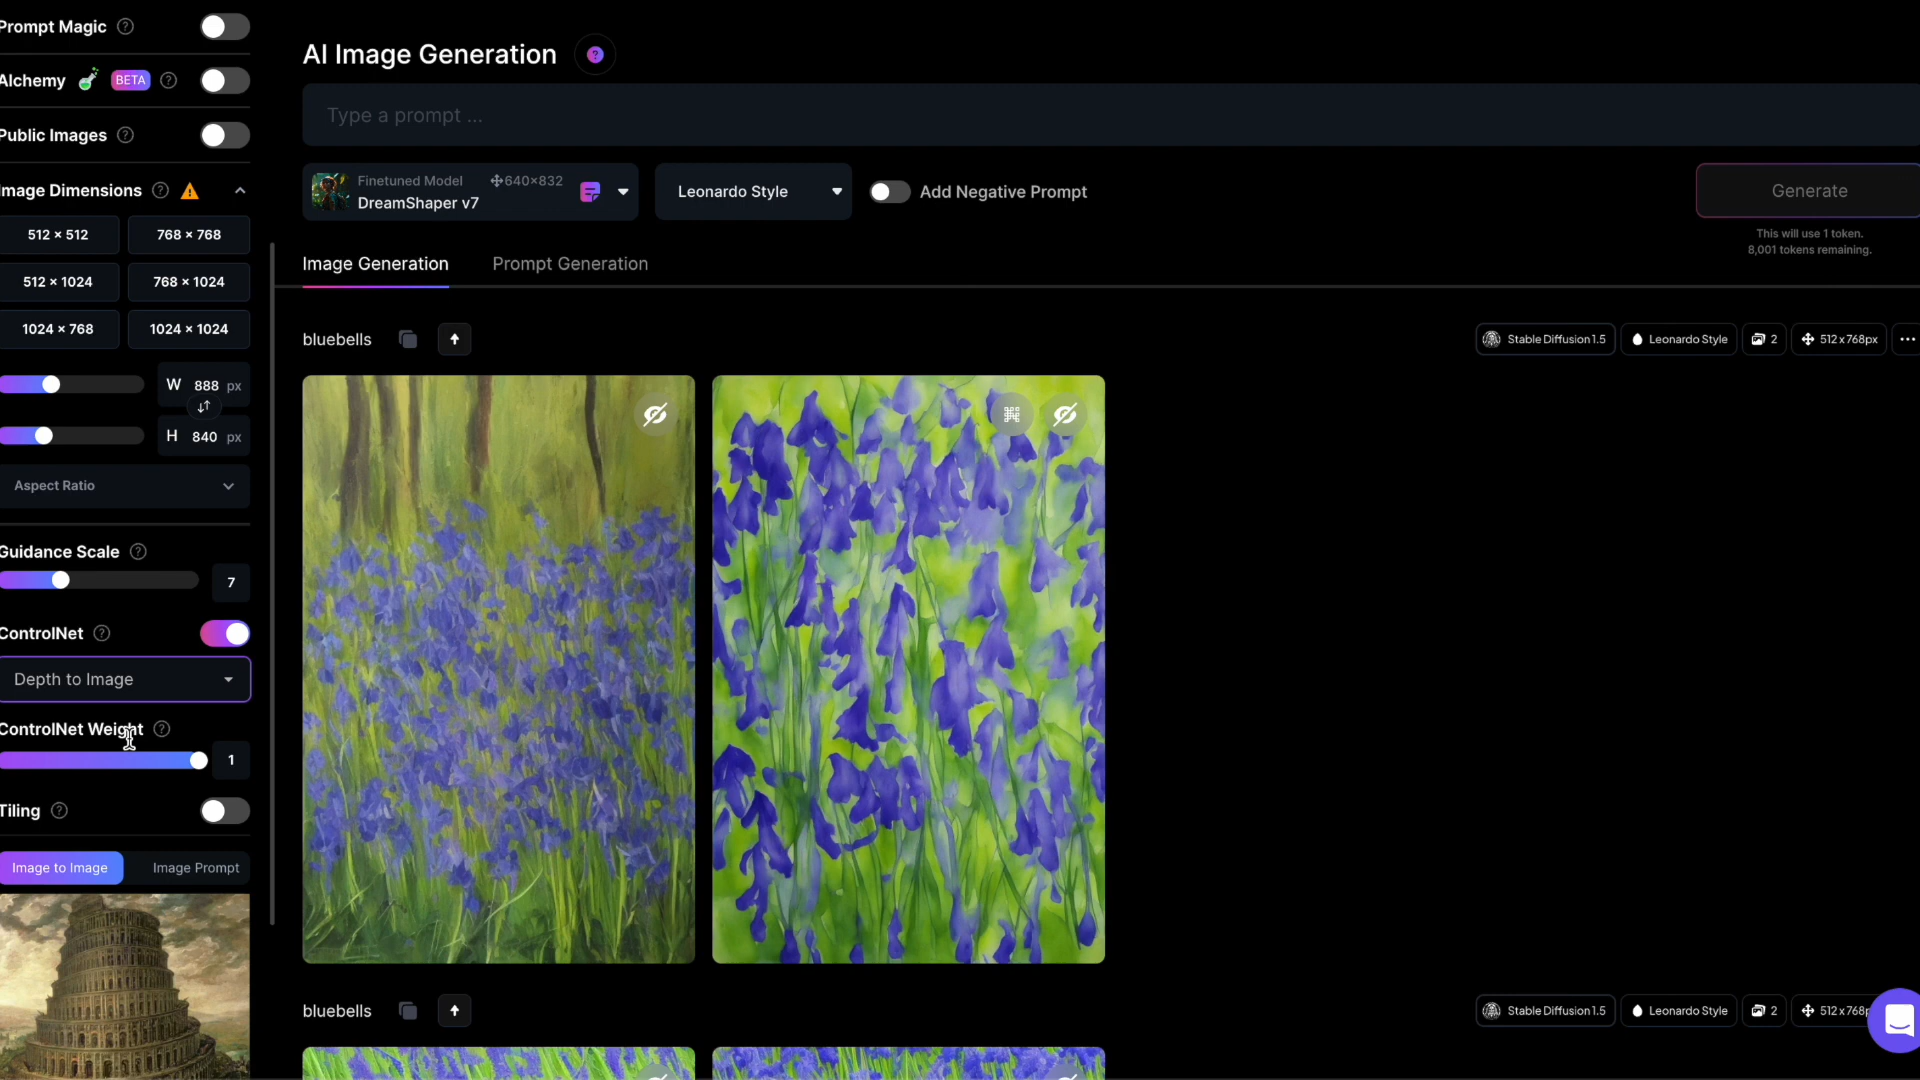 Prompt Magic
Alchemy BETA
Public Images
Image Dimensions
512 × 512
768 × 768
512 × 1024
768 × 1024
1024 × 768
1024 × 1024
W 888 px
H 840 px
Aspect Ratio
Guidance Scale
7
ControlNet
Depth to Image
ControlNet Weight
1
Tiling
Image to Image
Image Prompt
AI Image Generation
Type a prompt ...
Finetuned Model 640×832
DreamShaper v7
Leonardo Style
Add Negative Prompt
Generate
This will use 1 token.
8,001 tokens remaining.
Image Generation
Prompt Generation
bluebells
Stable Diffusion 1.5
Leonardo Style
2
512 x 768px
bluebells
Stable Diffusion 1.5
Leonardo Style
2
512 x 768p